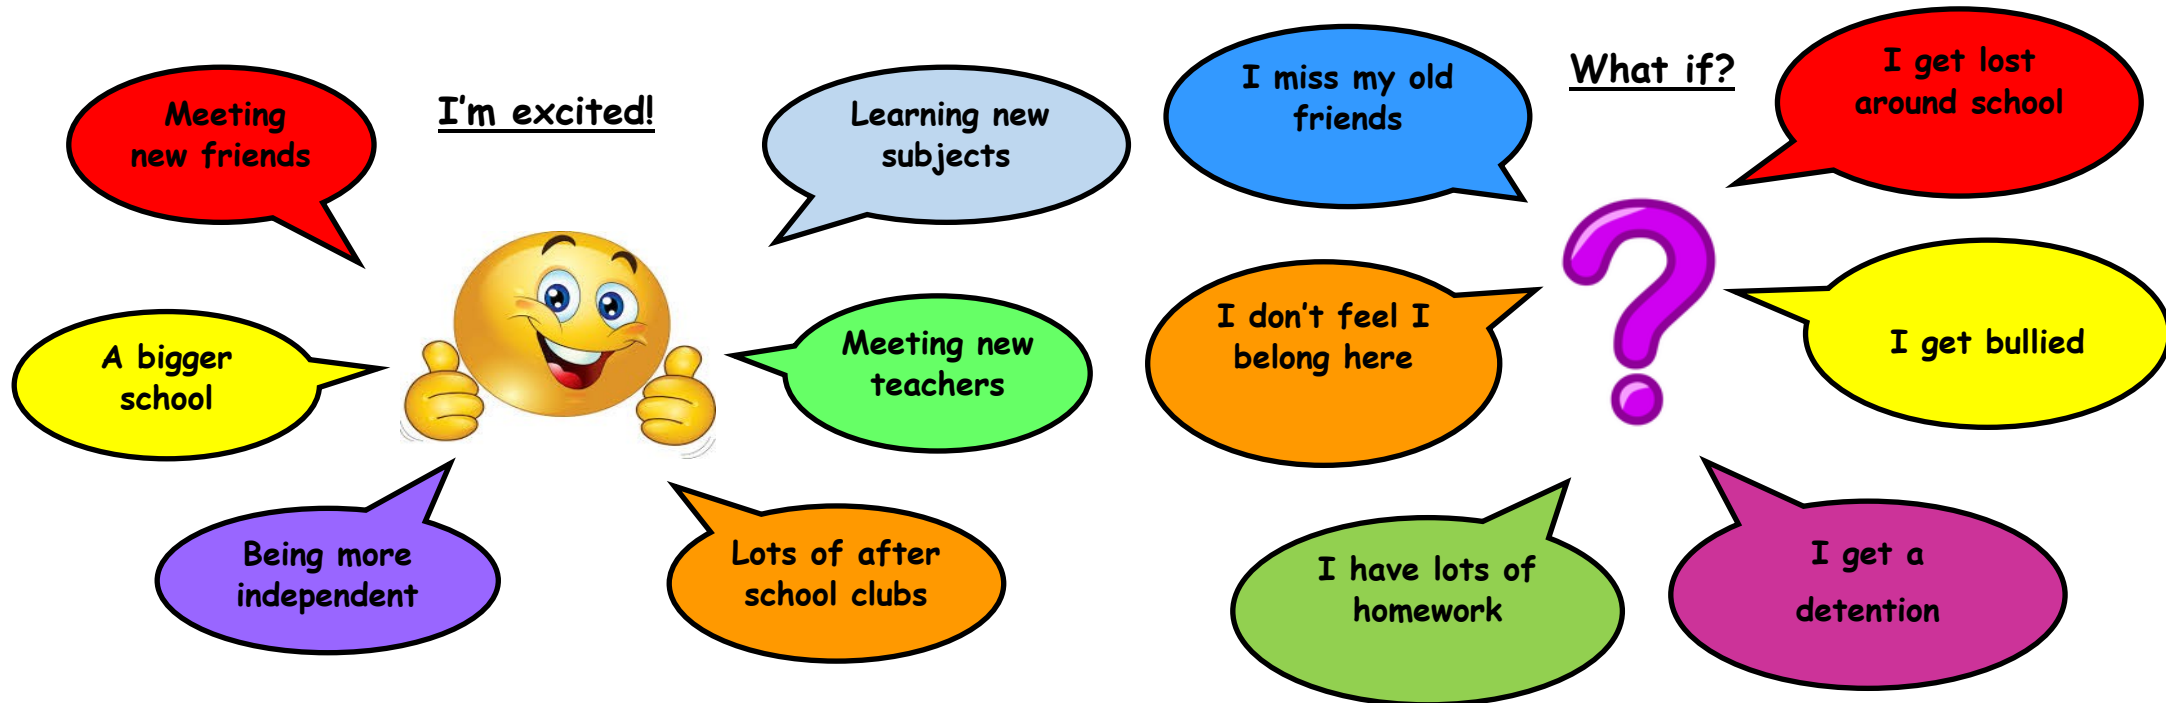 I'm excited!
Meeting
new friends
Learning new
subjects
A bigger
school
Meeting new
teachers
Being more
independent
Lots of after
school clubs
What if?
I miss my old
friends
I get lost
around school
I don't feel I
belong here
I get bullied
I have lots of
homework
I get a
detention